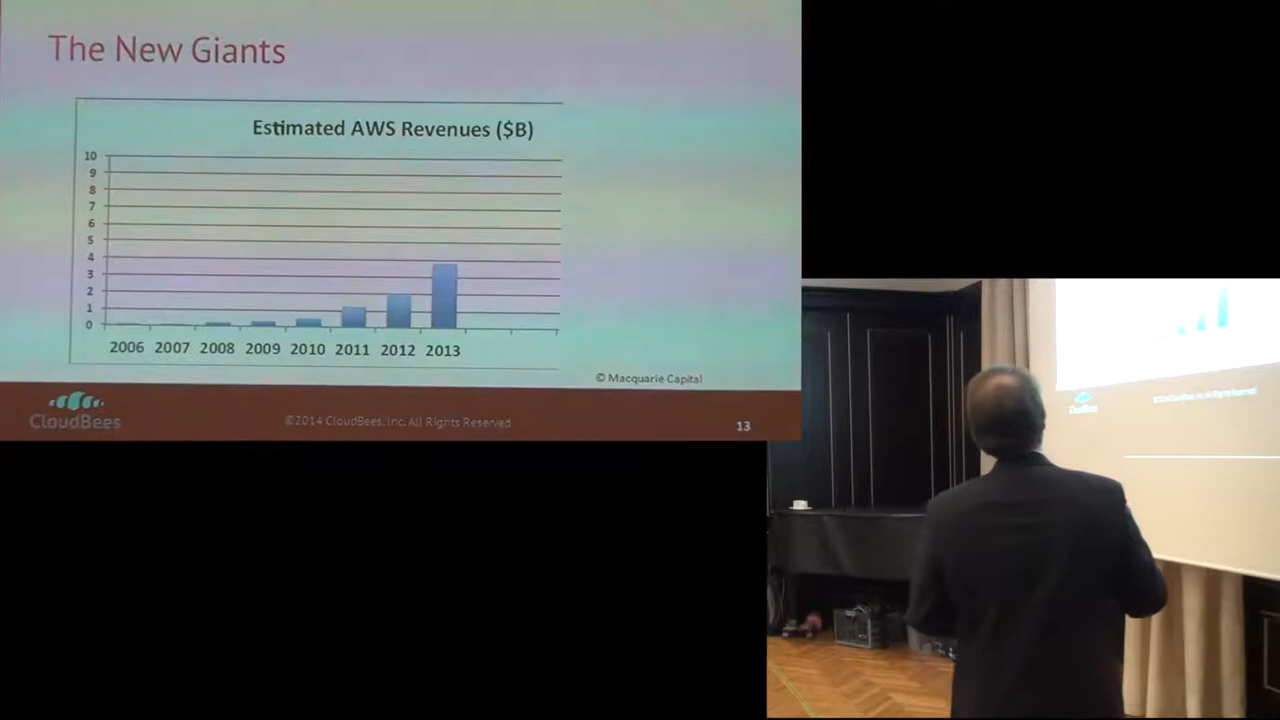 The New Giants
Estimated AWS Revenues ($B)
10
9
8
7
6
5
4
3
2
1
0
2006 2007 2008 2009 2010 2011 2012 2013
© Macquarie Capital
CloudBees
©2014 CloudBees, Inc. All Rights Reserved
13
CloudBees